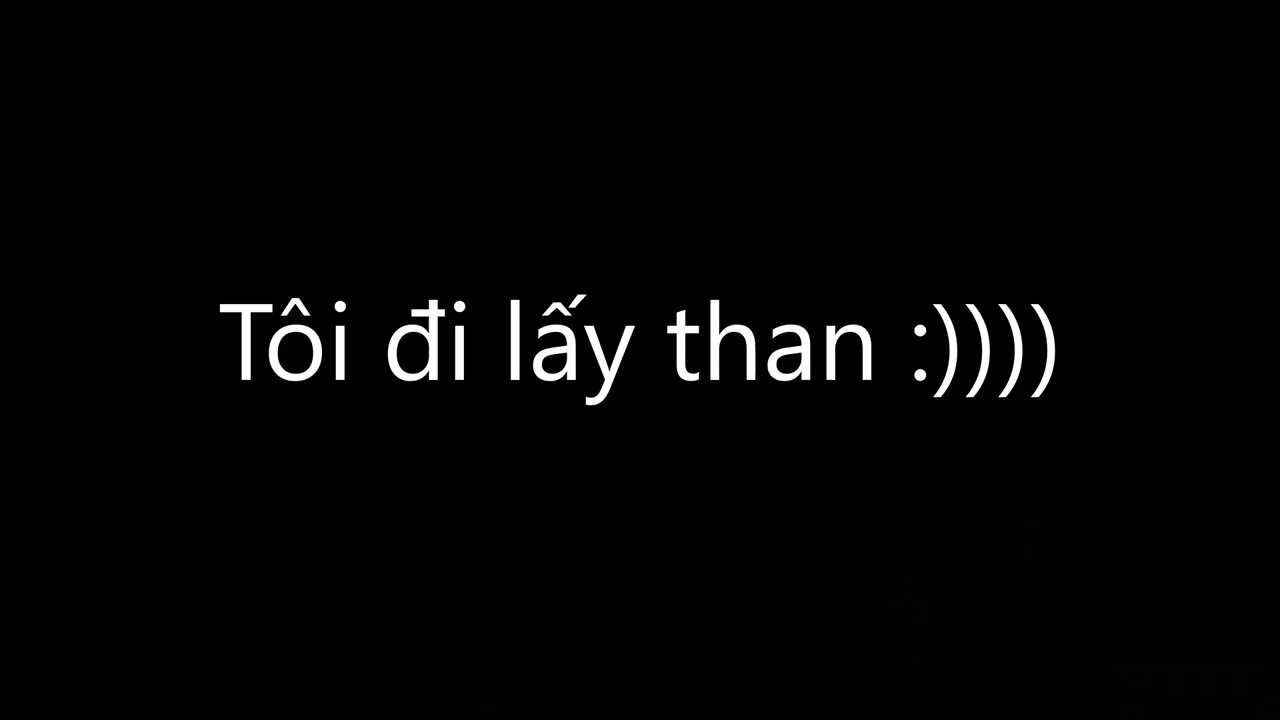 Tôi đi lấy than :))))